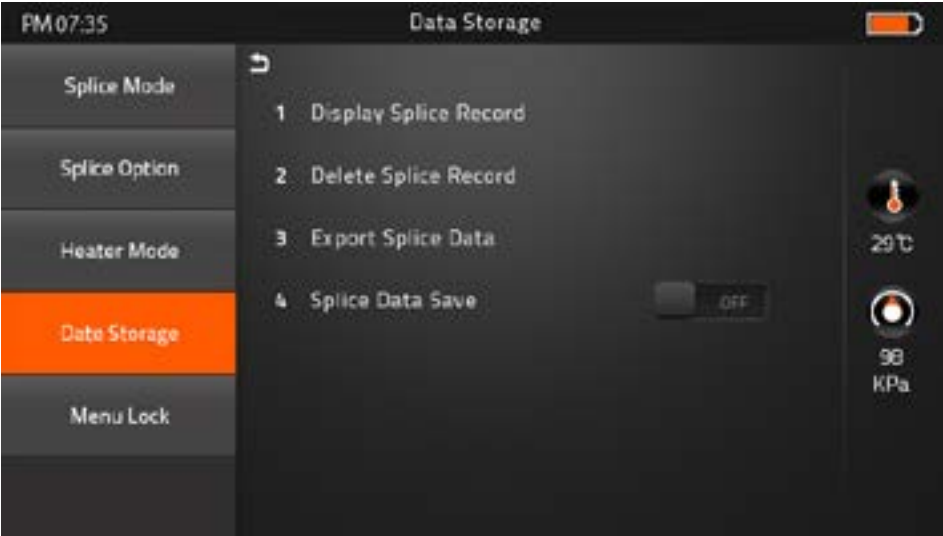 PM 07:35
Data Storage
Splice Mode
Splice Option
Heater Mode
Data Storage
Menu Lock
1 Display Splice Record
2 Delete Splice Record
3 Export Splice Data
4 Splice Data Save
OFF
29℃
98
KPa